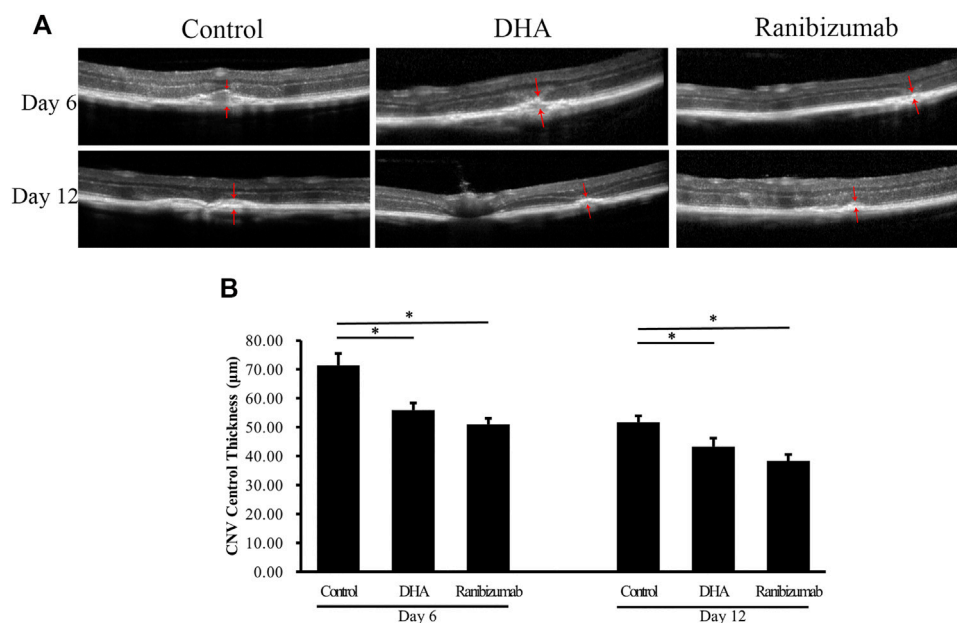 A
Control
DHA
Ranibizumab
Day 6
Day 12
B
*
*
*
*
CNV Central Thickness (μm)
80.00
70.00
60.00
50.00
40.00
30.00
20.00
10.00
0.00
Control
DHA
Ranibizumab
Control
DHA
Ranibizumab
Day 6
Day 12